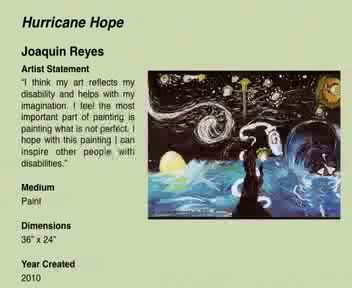 Hurricane Hope
Joaquin Reyes
Artist Statement
“I think my art reflects my
disability and helps with my
imagination. I feel the most
important part of painting is
painting what is not perfect. I
hope with this painting I can
inspire other people with
disabilities.”
Medium
Paint
Dimensions
36” x 24”
Year Created
2010